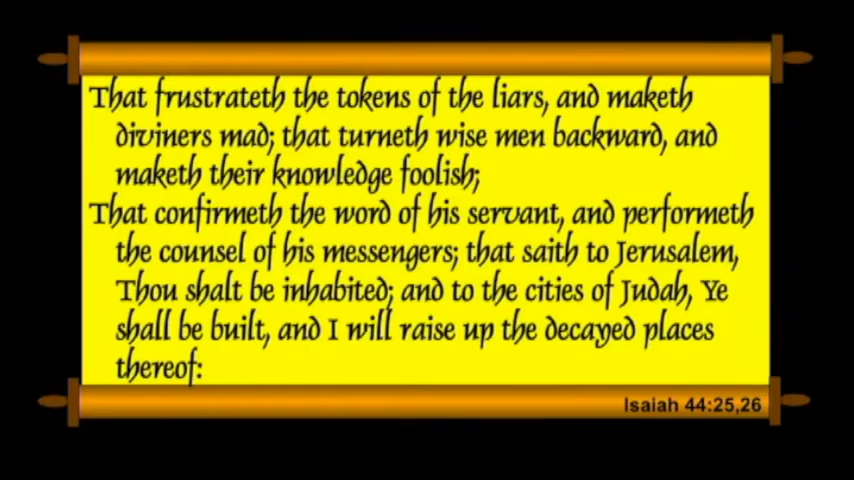 That frustrateth the tokens of the liars, and maketh
diviners mad; that turneth wise men backward, and
maketh their knowledge foolish;
That confirmeth the word of his servant, and performeth
the counsel of his messengers; that saith to Jerusalem,
Thou shalt be inhabited; and to the cities of Judah, Ye
shall be built, and I will raise up the decayed places
thereof:
Isaiah 44:25,26